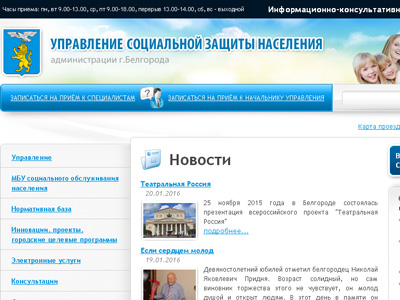 Часы приема: пн, вт 9.00-13.00, ср, пт 9.00-18.00, перерыв 13.00-14.00, сб, вс - выходной
Информационно-консультативн
УПРАВЛЕНИЕ СОЦИАЛЬНОЙ ЗАЩИТЫ НАСЕЛЕНИЯ
администрации г.Белгорода
ЗАПИСАТЬСЯ НА ПРИЁМ К СПЕЦИАЛИСТАМ
ЗАПИСАТЬСЯ НА ПРИЁМ К НАЧАЛЬНИКУ УПРАВЛЕНИЯ
Карта проезд
Управление
МБУ социального обслуживания
населения
Нормативная база
Инновации, проекты,
городские целевые программы
Электронные услуги
Консультации
Новости
Театральная Россия
20.01.2016
25 ноября 2015 года в Белгороде состоялась
презентация всероссийского проекта "Театральная
Россия"
подробнее...
Если сердцем молод
19.01.2016
Девяностолетний юбилей отметил белгородец Николай
Яковлевич Придня. Возраст солидный, но сам
виновник торжества этого не чувствует, он молод
душой и открыт людям. В этот день в памяти он